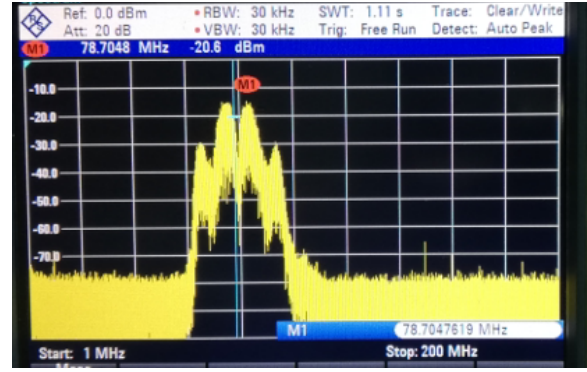 Ref: 0.0 dBm • RBW: 30 kHz SWT: 1.11 s Trace: Clear/Write
Att: 20 dB • VBW: 30 kHz Trig: Free Run Detect: Auto Peak
M1 78.7048 MHz -20.6 dBm
M1
-10.0
-20.0
-30.0
-40.0
-50.0
-60.0
-70.0
M1 78.7047619 MHz
Start: 1 MHz Stop: 200 MHz